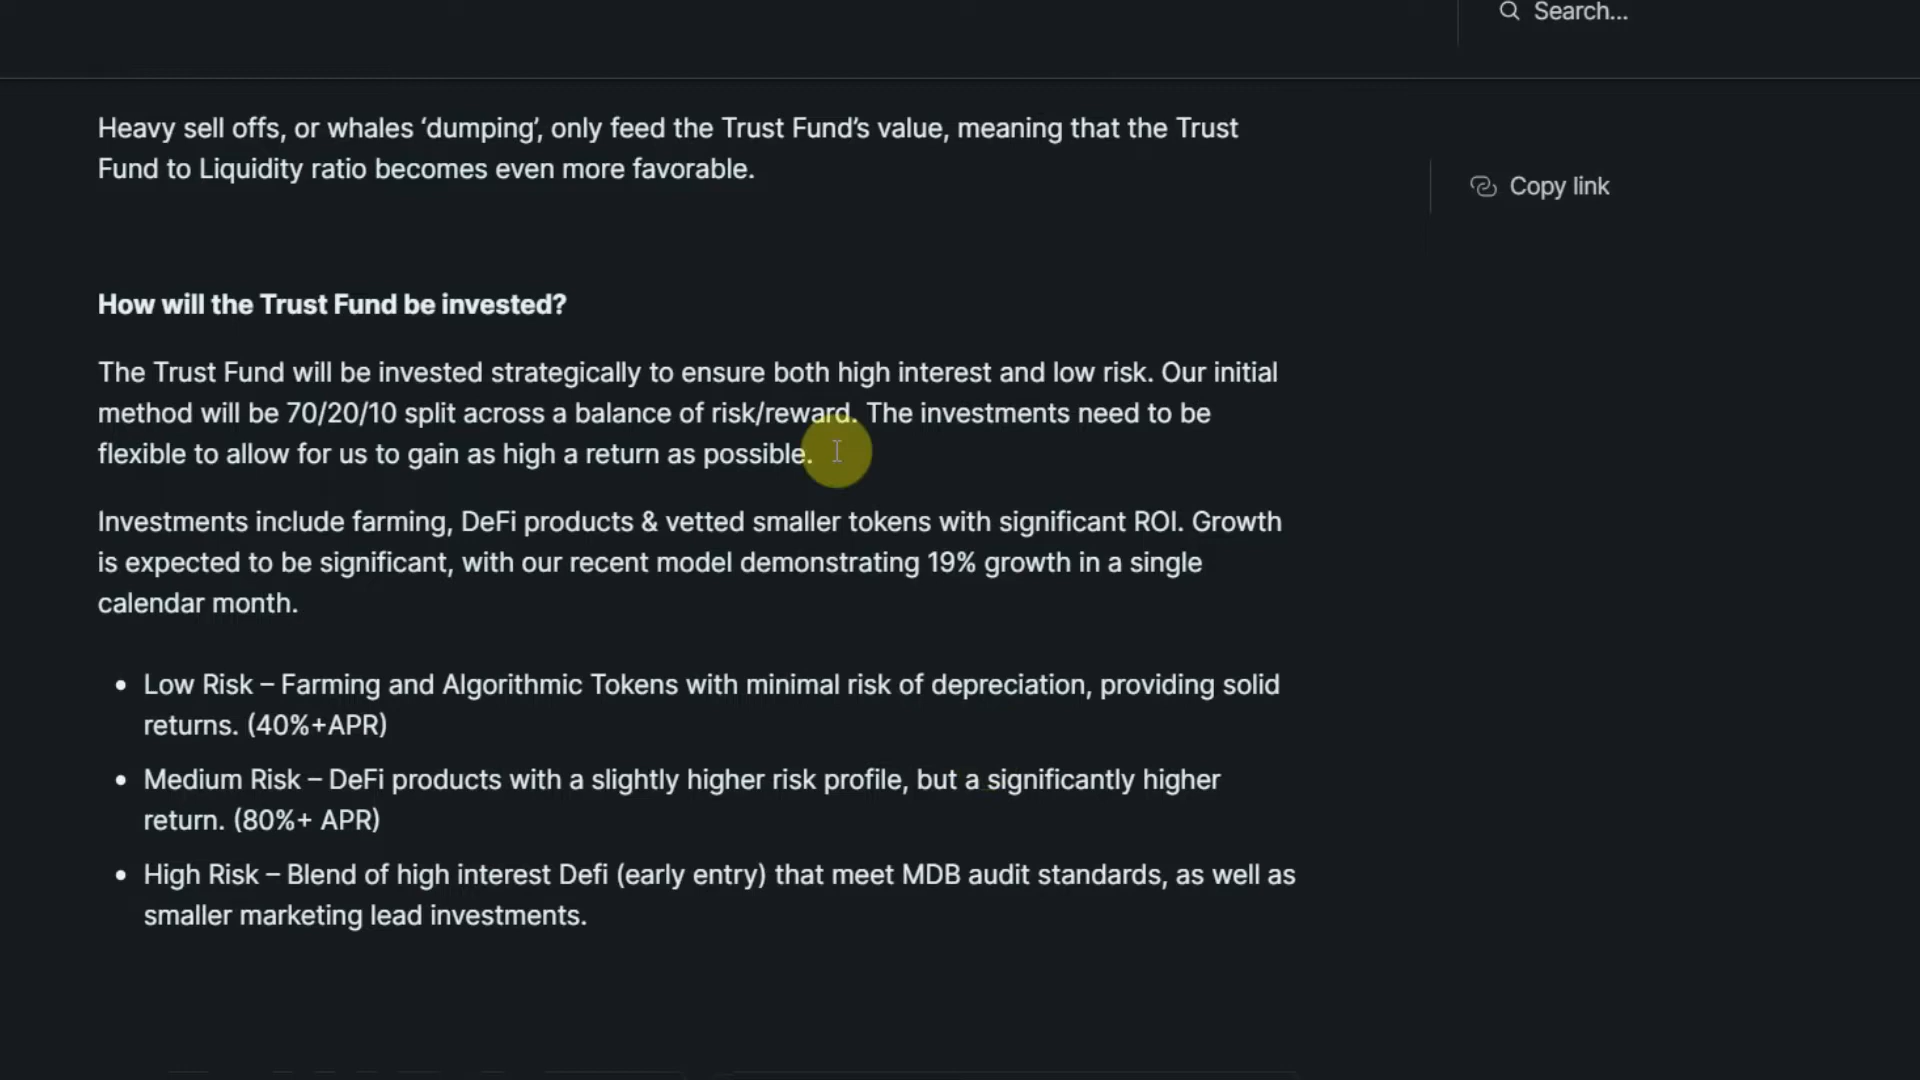 Search...
Heavy sell offs, or whales ‘dumping’, only feed the Trust Fund’s value, meaning that the Trust
Fund to Liquidity ratio becomes even more favorable.
Copy link
How will the Trust Fund be invested?
The Trust Fund will be invested strategically to ensure both high interest and low risk. Our initial
method will be 70/20/10 split across a balance of risk/reward. The investments need to be
flexible to allow for us to gain as high a return as possible.
Investments include farming, DeFi products & vetted smaller tokens with significant ROI. Growth
is expected to be significant, with our recent model demonstrating 19% growth in a single
calendar month.
• Low Risk – Farming and Algorithmic Tokens with minimal risk of depreciation, providing solid
returns. (40%+APR)
• Medium Risk – DeFi products with a slightly higher risk profile, but a significantly higher
return. (80%+ APR)
• High Risk – Blend of high interest Defi (early entry) that meet MDB audit standards, as well as
smaller marketing lead investments.